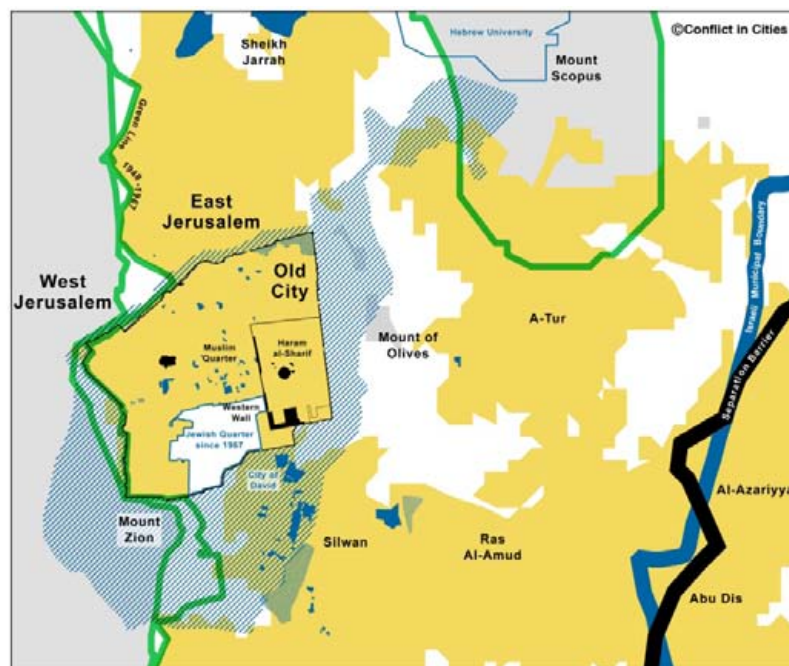 Hebrew University
©Conflict in Cities
Sheikh
Jarrah
Mount
Scopus
Green Line
1948-1967
East
Jerusalem
West
Jerusalem
Old
City
Israeli Municipal Boundary
A-Tur
Mount of
Olives
Muslim
Quarter
Haram
al-Sharif
Separation Barrier
Western
Wall
Jewish Quarter
since 1967
City of
David
Al-Azariyya
Mount
Zion
Silwan
Ras
Al-Amud
Abu Dis